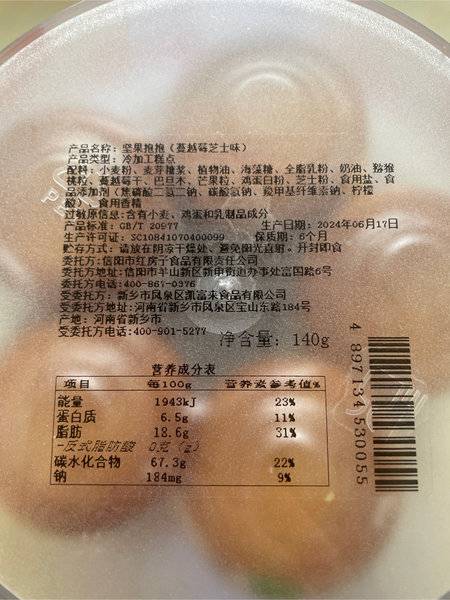 产品名称：坚果抱抱（蔓越莓芝士味）
产品类型：冷加工糕点
配料：小麦粉、麦芽糖浆、植物油、海藻糖、全脂乳粉、奶油、猕猴
桃粒、蔓越莓干、巴旦木、芒果粒、鸡蛋白粉、芝士粉、食用盐、食
品添加剂（焦磷酸二氢二钠、碳酸氢钠、羧甲基纤维素钠、柠檬
酸）、食用香精
过敏原信息：含有小麦、鸡蛋和乳制品成分
产品标准：GB/T 20977 生产日期：2024年06月17日
生产许可证：SC10841070400099 保质期：6个月
贮存方式：请放在阴凉干燥处、避免阳光直射。开封即食
委托方：信阳市红房子食品有限责任公司
委托方地址：信阳市羊山新区新申街道办事处富国路6号
委托方电话：400-867-0376
受委托方：新乡市凤泉区凯富来食品有限公司
受委托方地址：河南省新乡市凤泉区宝山东路184号
产地：河南省新乡市
受委托方电话：400-901-5277 净含量：140g
营养成分表
项目 每100g 营养素参考值%
能量 1943kJ 23%
蛋白质 6.5g 11%
脂肪 18.6g 31%
-反式脂肪酸 0克（g）
碳水化合物 67.3g 22%
钠 184mg 9%
4 897134 530055